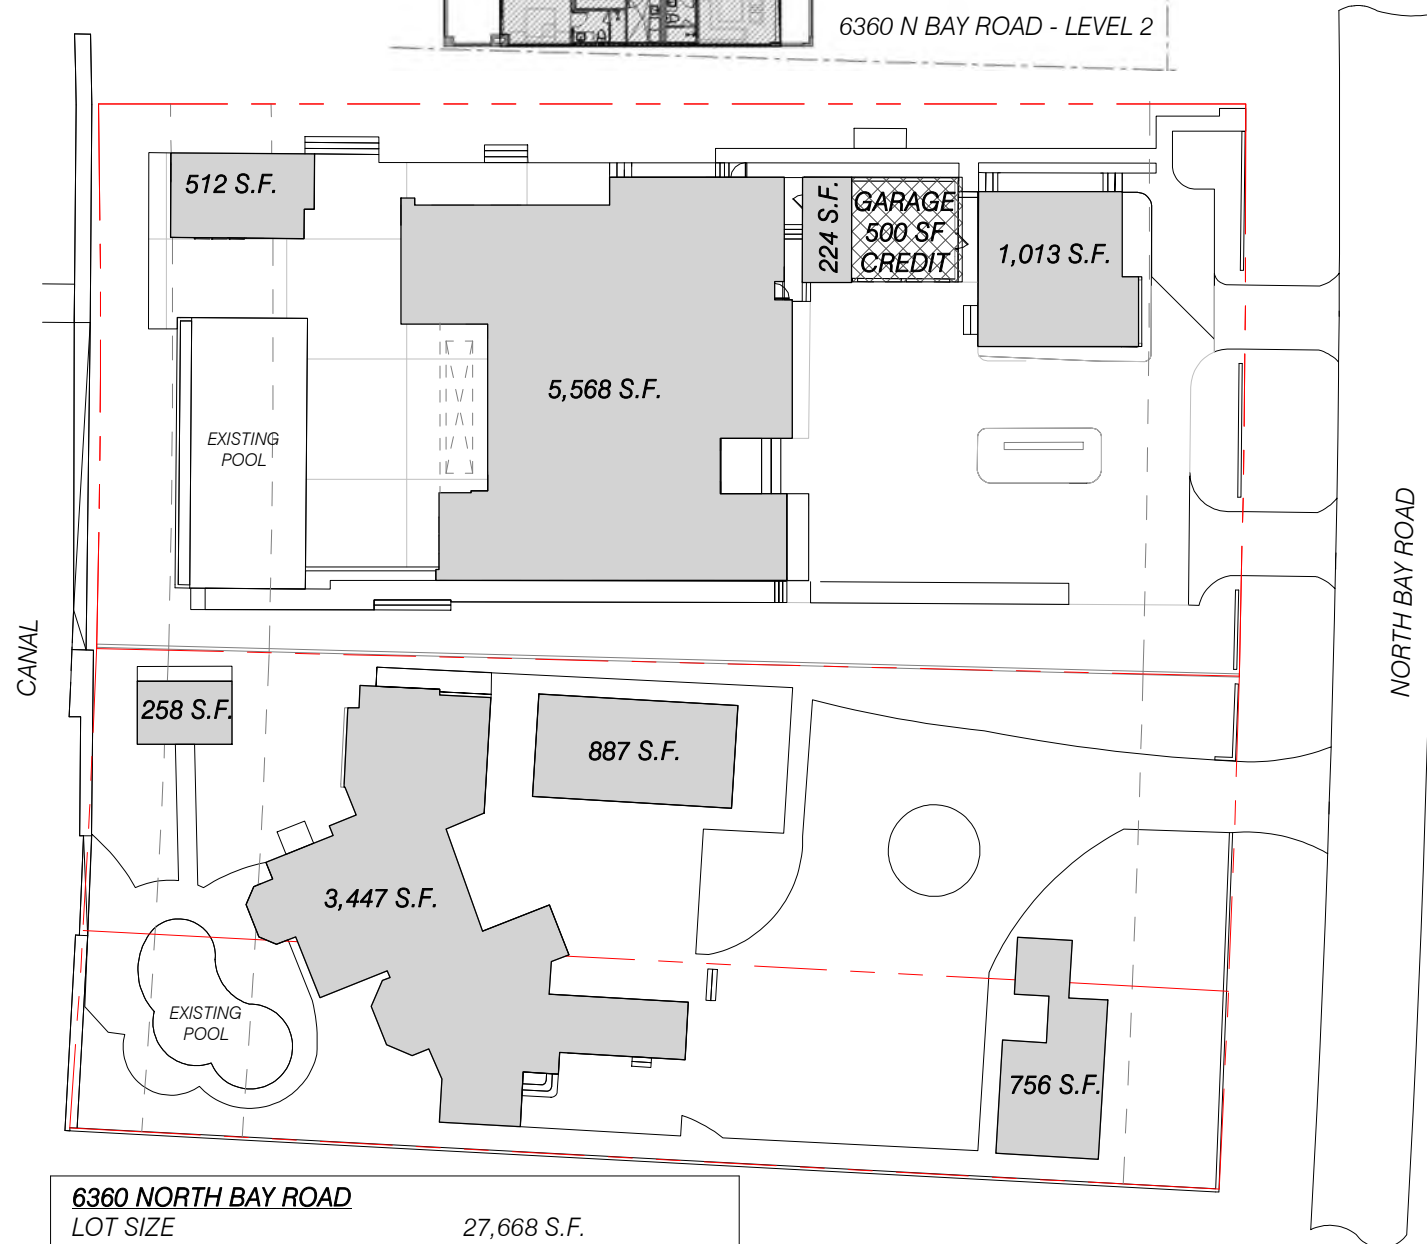 6360 N BAY ROAD - LEVEL 2
512 S.F.
224 S.F.
GARAGE
500 SF
CREDIT
1,013 S.F.
5,568 S.F.
EXISTING
POOL
NORTH BAY ROAD
CANAL
258 S.F.
887 S.F.
3,447 S.F.
EXISTING
POOL
756 S.F.
6360 NORTH BAY ROAD
LOT SIZE 27,668 S.F.